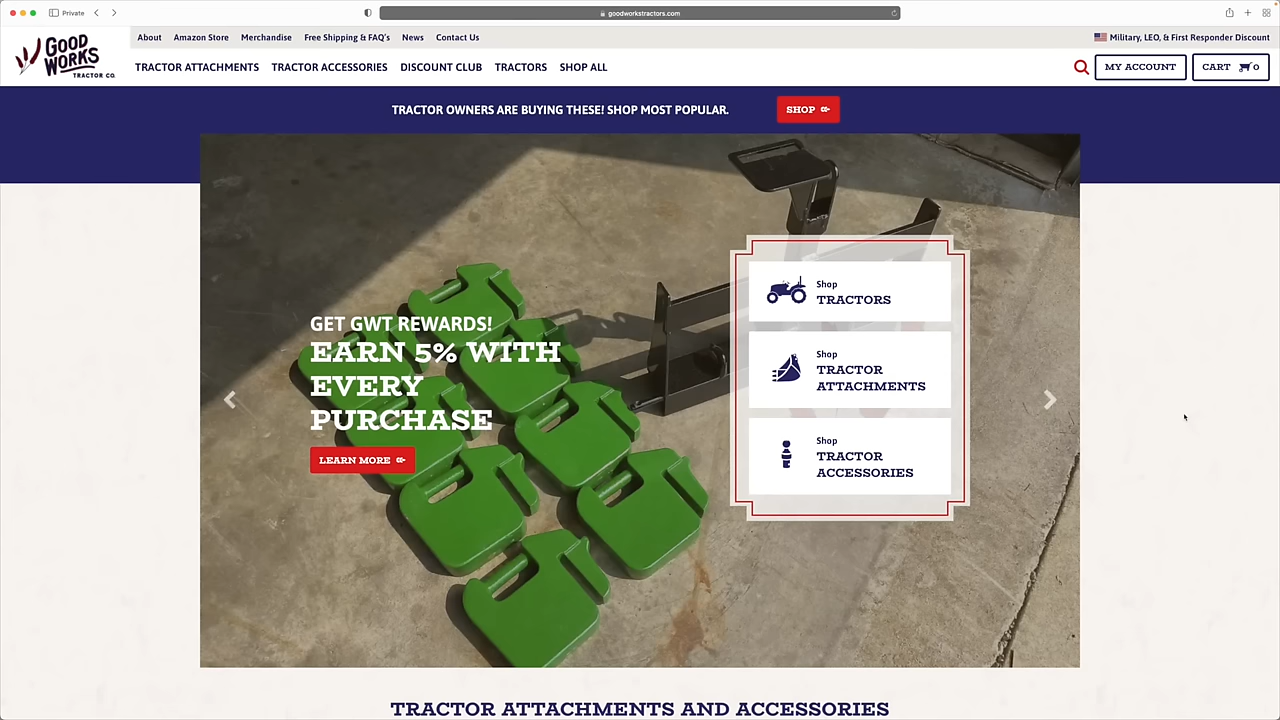 Private
goodworkstractors.com
GOOD
WORKS
TRACTOR CO.
About Amazon Store Merchandise Free Shipping & FAQ's News Contact Us
Military, LEO, & First Responder Discount
TRACTOR ATTACHMENTS TRACTOR ACCESSORIES DISCOUNT CLUB TRACTORS SHOP ALL
MY ACCOUNT
CART 0
TRACTOR OWNERS ARE BUYING THESE! SHOP MOST POPULAR.
SHOP
GET GWT REWARDS!
EARN 5% WITH
EVERY
PURCHASE
LEARN MORE
Shop
TRACTORS
Shop
TRACTOR
ATTACHMENTS
Shop
TRACTOR
ACCESSORIES
TRACTOR ATTACHMENTS AND ACCESSORIES